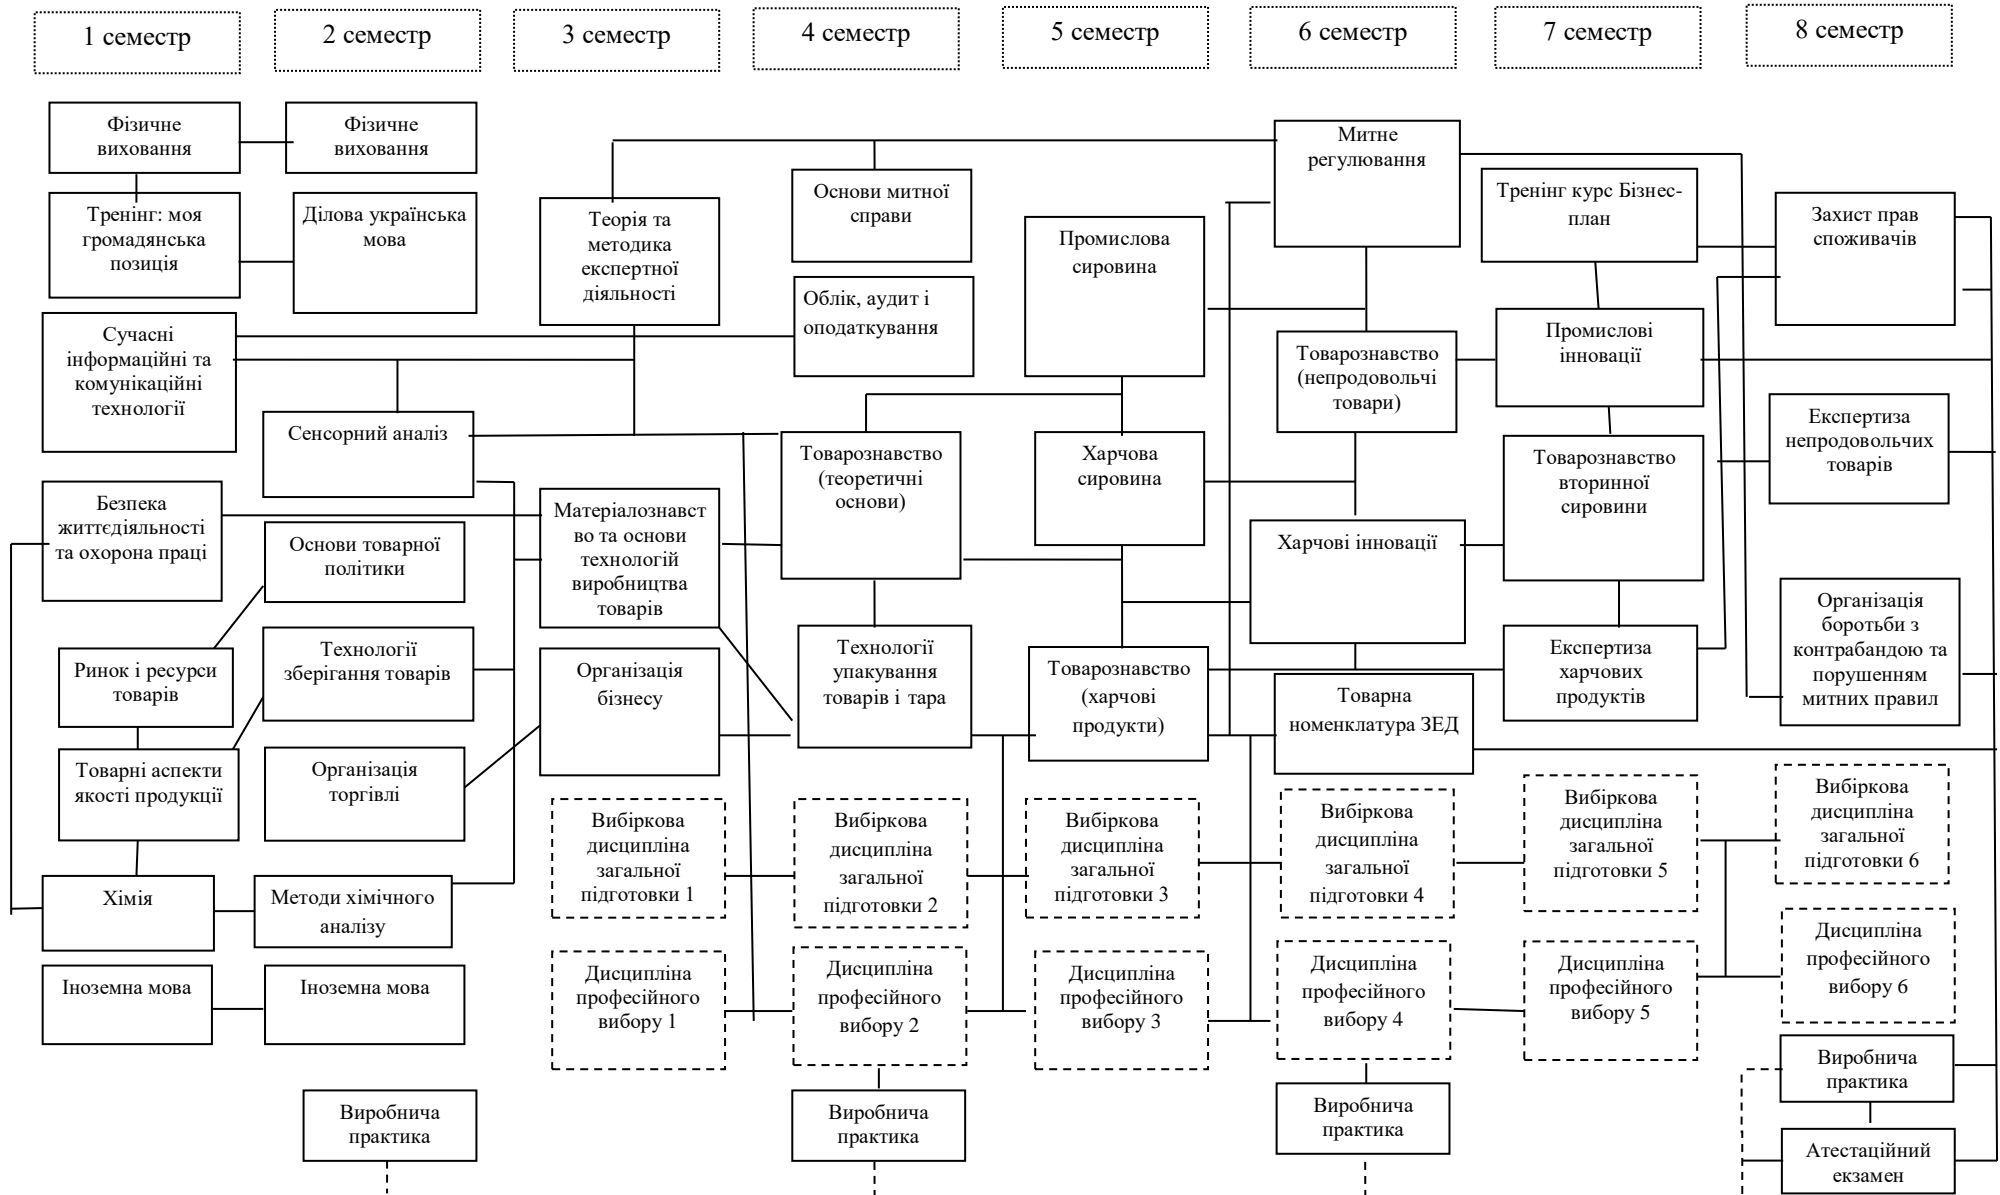 1 семестр
2 семестр
3 семестр
4 семестр
5 семестр
6 семестр
7 семестр
8 семестр
Фізичне
виховання
Тренінг: моя
громадянська
позиція
Сучасні
інформаційні та
комунікаційні
технології
Безпека
життєдіяльності
та охорона праці
Ринок і ресурси
товарів
Товарні аспекти
якості продукції
Хімія
Іноземна мова
Фізичне
виховання
Ділова українська
мова
Сенсорний аналіз
Основи товарної
політики
Технології
зберігання товарів
Організація
торгівлі
Методи хімічного
аналізу
Іноземна мова
Виробнича
практика
Теорія та
методика
експертної
діяльності
Матеріалознавст
во та основи
технологій
виробництва
товарів
Організація
бізнесу
Вибіркова
дисципліна
загальної
підготовки 1
Дисципліна
професійного
вибору 1
Основи митної
справи
Облік, аудит і
оподаткування
Товарознавство
(теоретичні
основи)
Технології
упакування
товарів і тара
Вибіркова
дисципліна
загальної
підготовки 2
Дисципліна
професійного
вибору 2
Виробнича
практика
Промислова
сировина
Харчова
сировина
Товарознавство
(харчові
продукти)
Вибіркова
дисципліна
загальної
підготовки 3
Дисципліна
професійного
вибору 3
Митне
регулювання
Товарознавство
(непродовольчі
товари)
Харчові інновації
Товарна
номенклатура ЗЕД
Вибіркова
дисципліна
загальної
підготовки 4
Дисципліна
професійного
вибору 4
Виробнича
практика
Тренінг курс Бізнес-
план
Промислові
інновації
Товарознавство
вторинної
сировини
Експертиза
харчових
продуктів
Вибіркова
дисципліна
загальної
підготовки 5
Дисципліна
професійного
вибору 5
Захист прав
споживачів
Експертиза
непродовольчих
товарів
Організація
боротьби з
контрабандою та
порушенням
митних правил
Вибіркова
дисципліна
загальної
підготовки 6
Дисципліна
професійного
вибору 6
Виробнича
практика
Атестаційний
екзамен